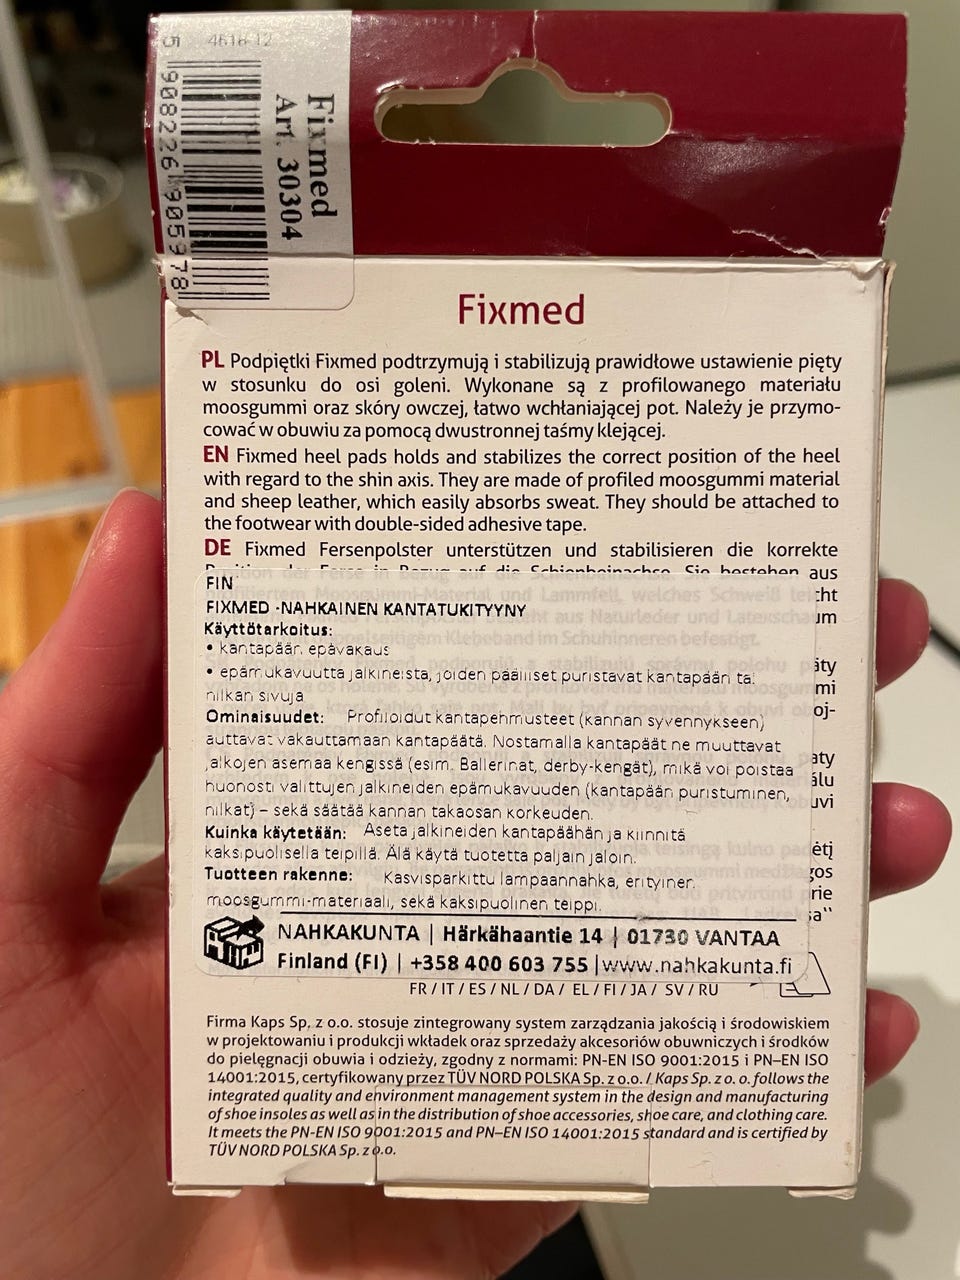 5 908226 905978
Fixmed
Art. 30304
Fixmed
PL Podpiętki Fixmed podtrzymują i stabilizują prawidłowe ustawienie pięty
w stosunku do osi goleni. Wykonane są z profilowanego materiału
moosgummi oraz skóry owczej, łatwo wchłaniającej pot. Należy je przymo-
cować w obuwiu za pomocą dwustronnej taśmy klejącej.
EN Fixmed heel pads holds and stabilizes the correct position of the heel
with regard to the shin axis. They are made of profiled moosgummi material
and sheep leather, which easily absorbs sweat. They should be attached to
the footwear with double-sided adhesive tape.
DE Fixmed Fersenpolster unterstützen und stabilisieren die korrekte
Position der Ferse in Bezug auf die Schienbeinachse. Sie bestehen aus
FIN
FIXMED -NAHKAINEN KANTATUKITYYNY
Käyttötarkoitus:
• kantapään epävakaus
• epämukavuutta jalkineista, joiden päälliset puristavat kantapään tai
nilkan sivuja
Ominaisuudet: Profiloidut kantapehmusteet (kannan syvennykseen)
auttavat vakauttamaan kantapäätä. Nostamalla kantapäät ne muuttavat
jalkojen asemaa kengissä (esim. Ballerinat, derby-kengät), mikä voi poistaa
huonosti valittujen jalkineiden epämukavuuden (kantapään puristuminen,
nilkat) – sekä säätää kannan takaosan korkeuden.
Kuinka käytetään: Aseta jalkineiden kantapäähän ja kiinnitä
kaksipuolisella teipillä. Älä käytä tuotetta paljain jaloin.
Tuotteen rakenne: Kasvisparkittu lampaannahka, erityinen
moosgummi-materiaali, sekä kaksipuolinen teippi.
NAHKAKUNTA | Härkähaantie 14 | 01730 VANTAA
Finland (FI) | +358 400 603 755 |www.nahkakunta.fi
FR / IT / ES / NL / DA / EL / FI / JA / SV / RU
Firma Kaps Sp. z o.o. stosuje zintegrowany system zarządzania jakością i środowiskiem
w projektowaniu i produkcji wkładek oraz sprzedaży akcesoriów obuwniczych i środków
do pielęgnacji obuwia i odzieży, zgodny z normami: PN-EN ISO 9001:2015 i PN–EN ISO
14001:2015, certyfikowany przez TÜV NORD POLSKA Sp. z o.o. / Kaps Sp. z o. o. follows the
integrated quality and environment management system in the design and manufacturing
of shoe insoles as well as in the distribution of shoe accessories, shoe care, and clothing care.
It meets the PN-EN ISO 9001:2015 and PN–EN ISO 14001:2015 standard and is certified by
TÜV NORD POLSKA Sp. z o.o.